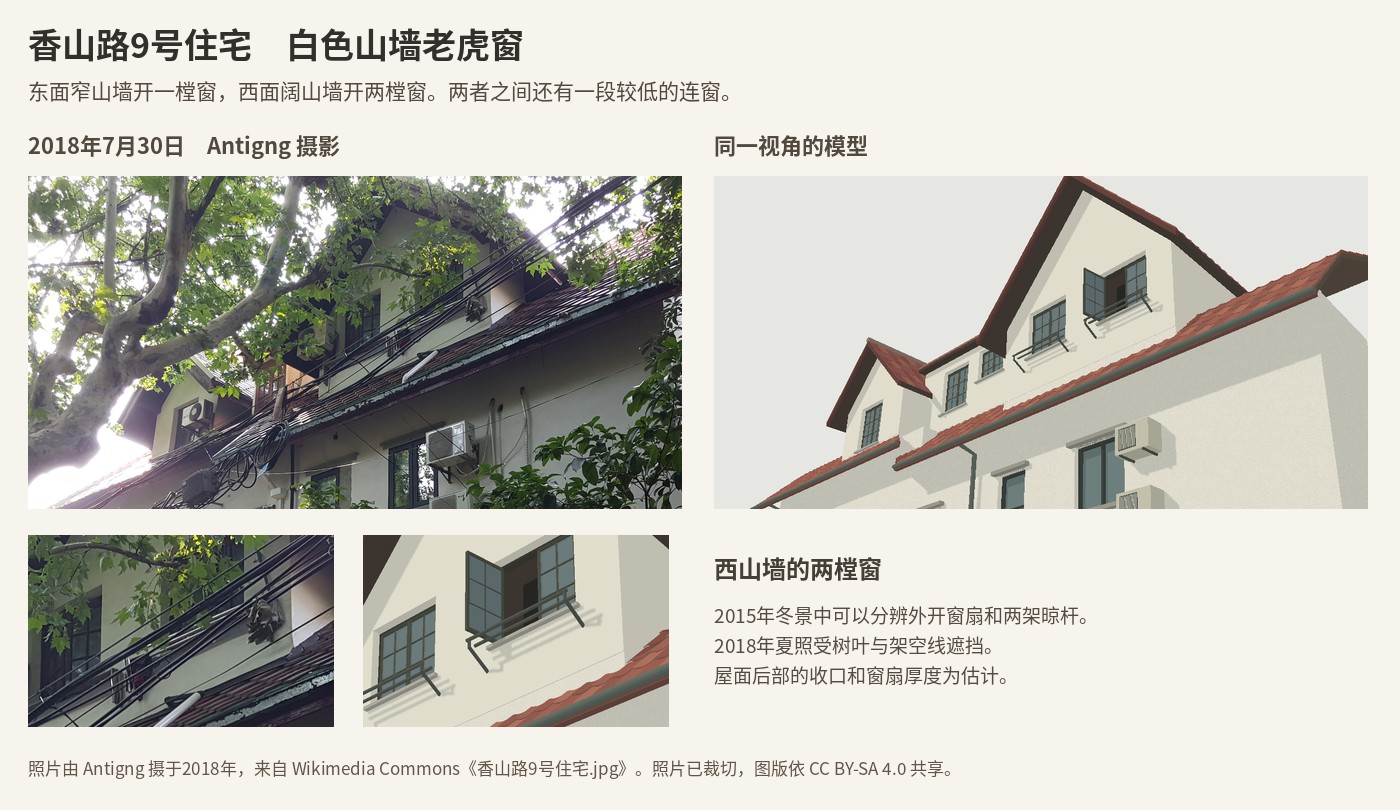 香山路9号住宅　白色山墙老虎窗
东面窄山墙开一樘窗，西面阔山墙开两樘窗。两者之间还有一段较低的连窗。
2018年7月30日　Antigng 摄影
同一视角的模型
西山墙的两樘窗
2015年冬景中可以分辨外开窗扇和两架晾杆。
2018年夏照受树叶与架空线遮挡。
屋面后部的收口和窗扇厚度为估计。
照片由 Antigng 摄于2018年，来自 Wikimedia Commons《香山路9号住宅.jpg》。照片已裁切，图版依 CC BY-SA 4.0 共享。